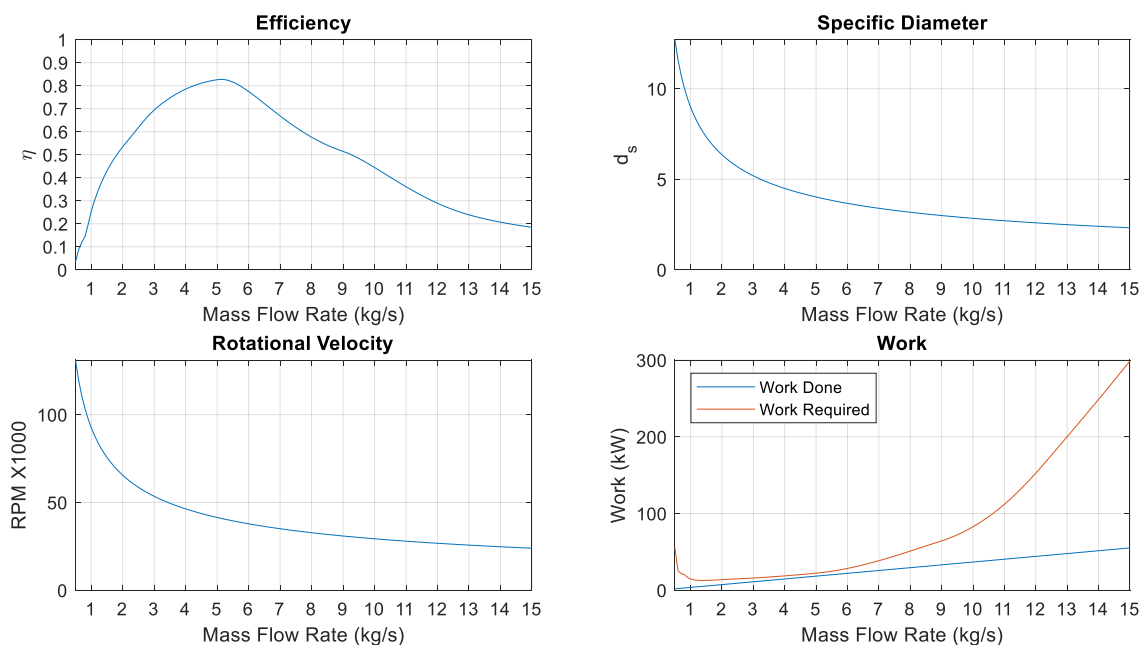 Efficiency
1
0.9
0.8
0.7
0.6
0.5
0.4
0.3
0.2
0.1
0
η
1 2 3 4 5 6 7 8 9 10 11 12 13 14 15
Mass Flow Rate (kg/s)
Specific Diameter
10
5
0
d_s
1 2 3 4 5 6 7 8 9 10 11 12 13 14 15
Mass Flow Rate (kg/s)
Rotational Velocity
100
50
0
RPM X1000
1 2 3 4 5 6 7 8 9 10 11 12 13 14 15
Mass Flow Rate (kg/s)
Work
300
200
100
0
Work (kW)
Work Done
Work Required
1 2 3 4 5 6 7 8 9 10 11 12 13 14 15
Mass Flow Rate (kg/s)